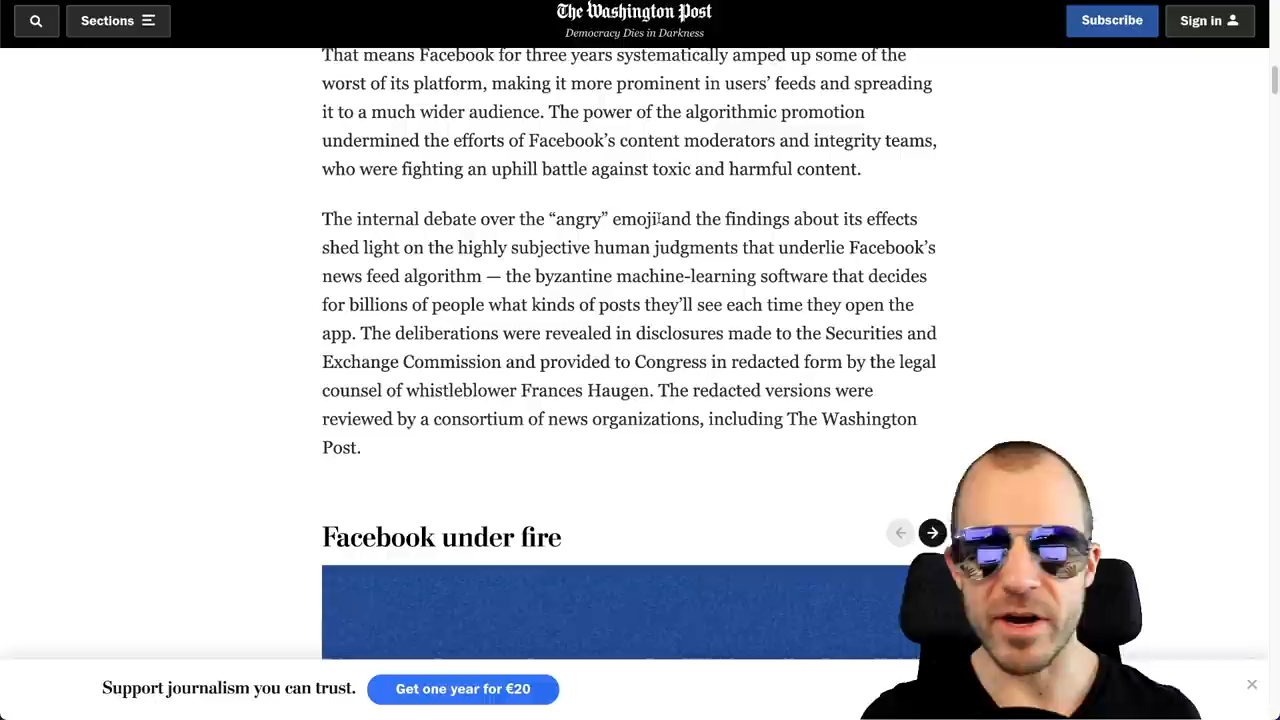 Sections
The Washington Post
Democracy Dies in Darkness
Subscribe
Sign in
That means Facebook for three years systematically amped up some of the
worst of its platform, making it more prominent in users’ feeds and spreading
it to a much wider audience. The power of the algorithmic promotion
undermined the efforts of Facebook’s content moderators and integrity teams,
who were fighting an uphill battle against toxic and harmful content.
The internal debate over the “angry” emoji and the findings about its effects
shed light on the highly subjective human judgments that underlie Facebook’s
news feed algorithm — the byzantine machine-learning software that decides
for billions of people what kinds of posts they’ll see each time they open the
app. The deliberations were revealed in disclosures made to the Securities and
Exchange Commission and provided to Congress in redacted form by the legal
counsel of whistleblower Frances Haugen. The redacted versions were
reviewed by a consortium of news organizations, including The Washington
Post.
Facebook under fire
Support journalism you can trust.
Get one year for €20